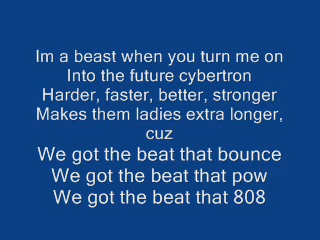 Im a beast when you turn me on
Into the future cybertron
Harder, faster, better, stronger
Makes them ladies extra longer,
cuz
We got the beat that bounce
We got the beat that pow
We got the beat that 808